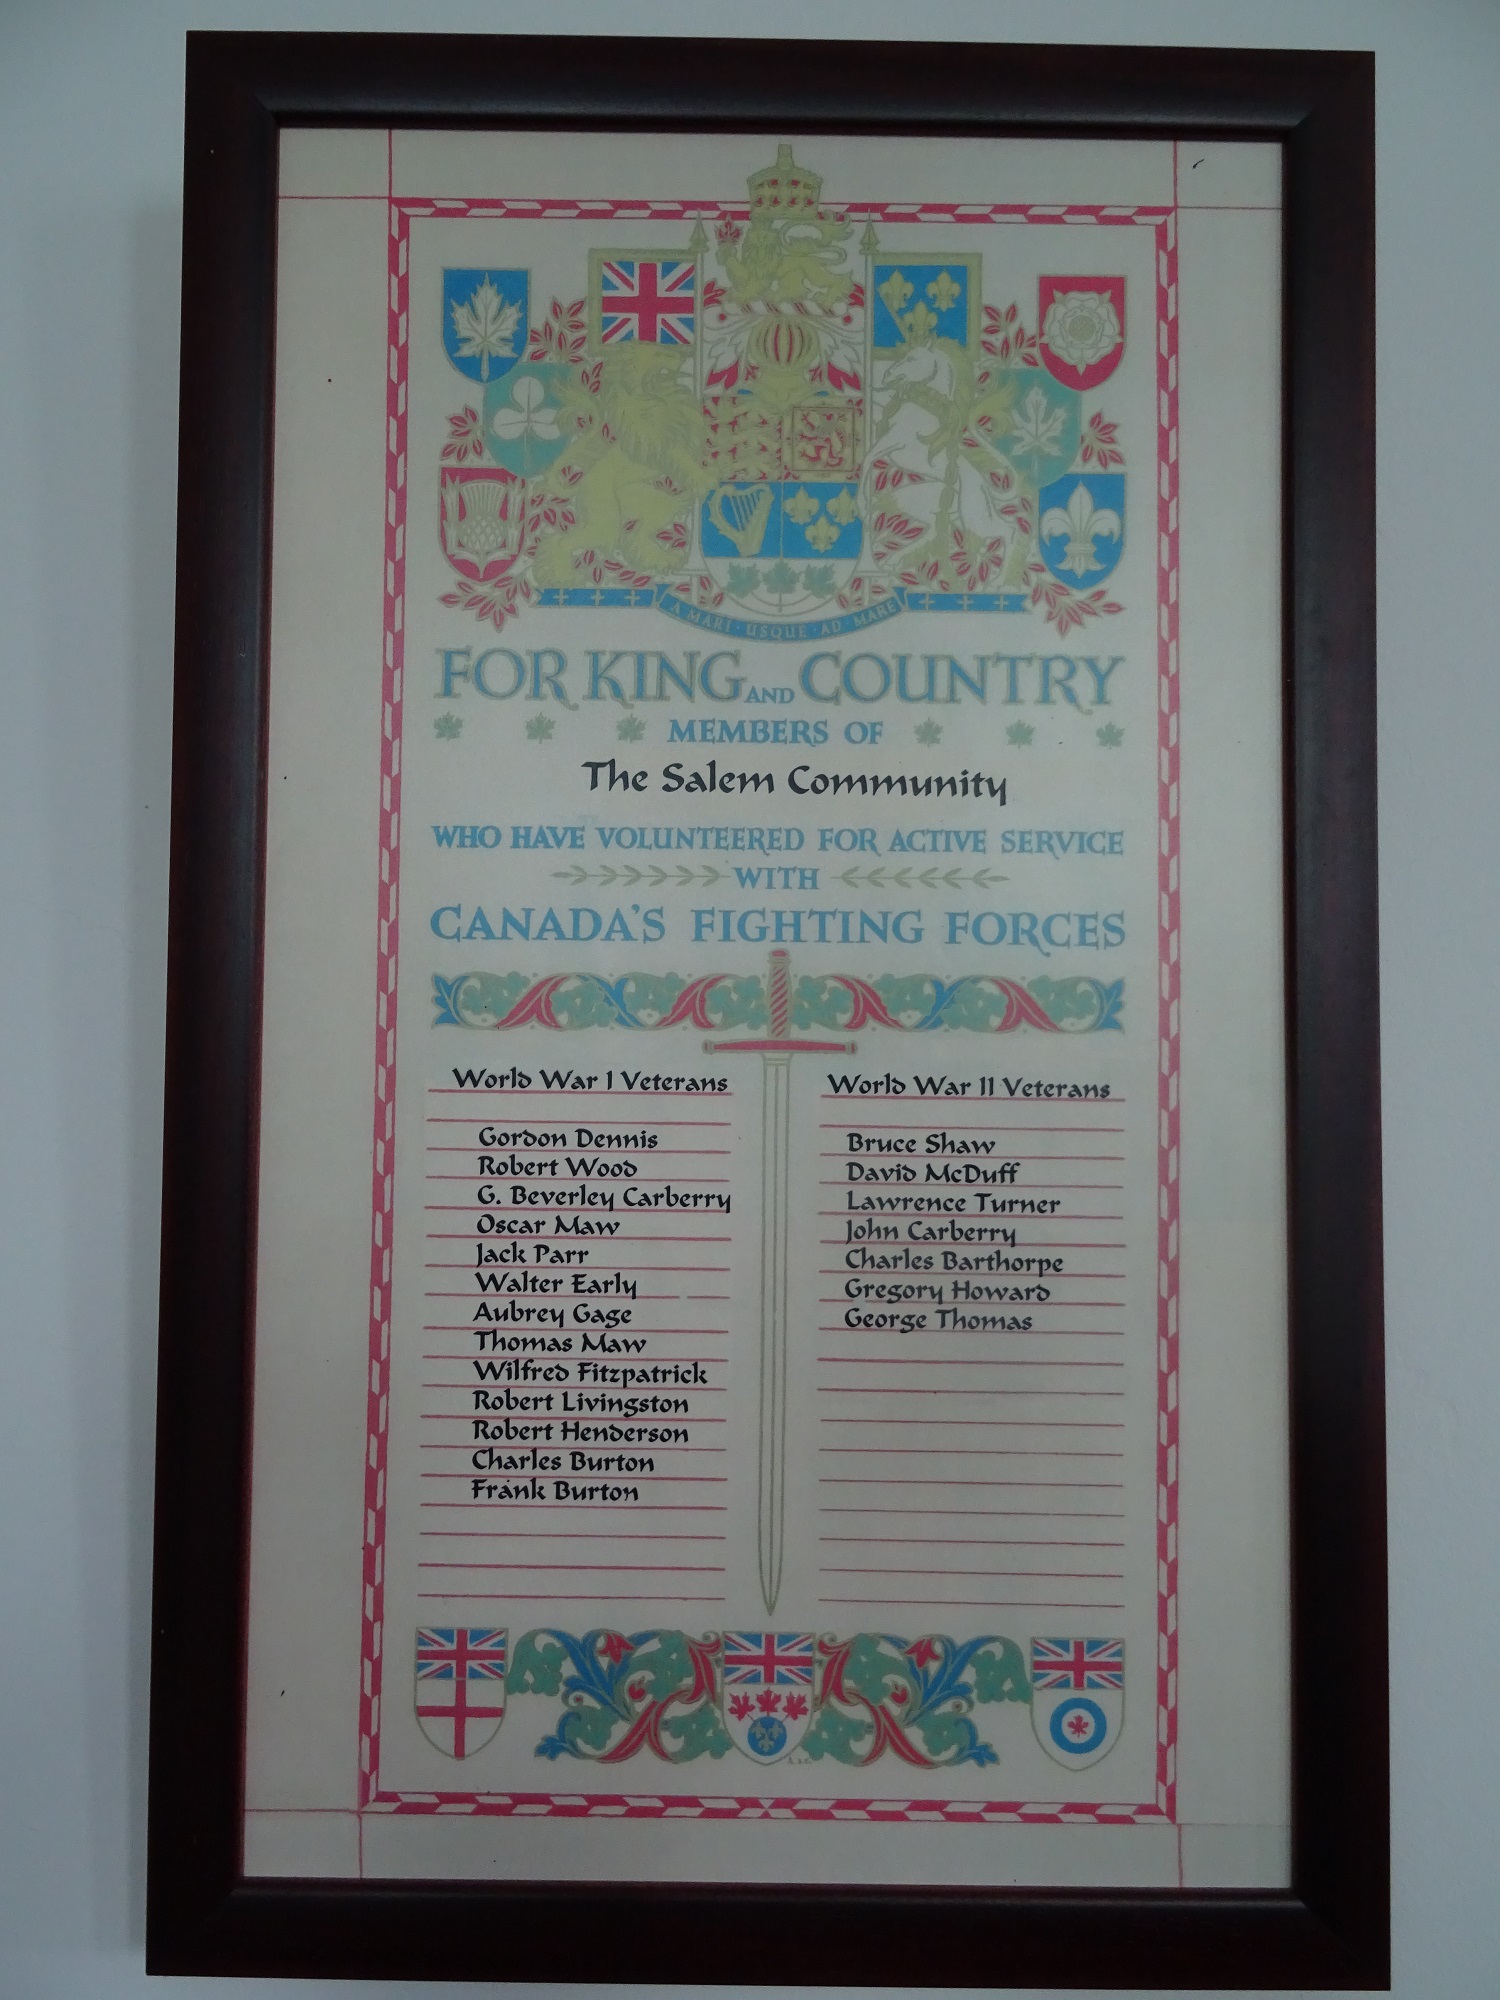 A MARI · USQUE · AD MARE
FOR KING AND COUNTRY
MEMBERS OF
The Salem Community
WHO HAVE VOLUNTEERED FOR ACTIVE SERVICE
WITH
CANADA'S FIGHTING FORCES
World War I Veterans
Gordon Dennis
Robert Wood
G. Beverley Carberry
Oscar Maw
Jack Parr
Walter Early
Aubrey Gage
Thomas Maw
Wilfred Fitzpatrick
Robert Livingston
Robert Henderson
Charles Burton
Frank Burton
World War II Veterans
Bruce Shaw
David McDuff
Lawrence Turner
John Carberry
Charles Barthorpe
Gregory Howard
George Thomas